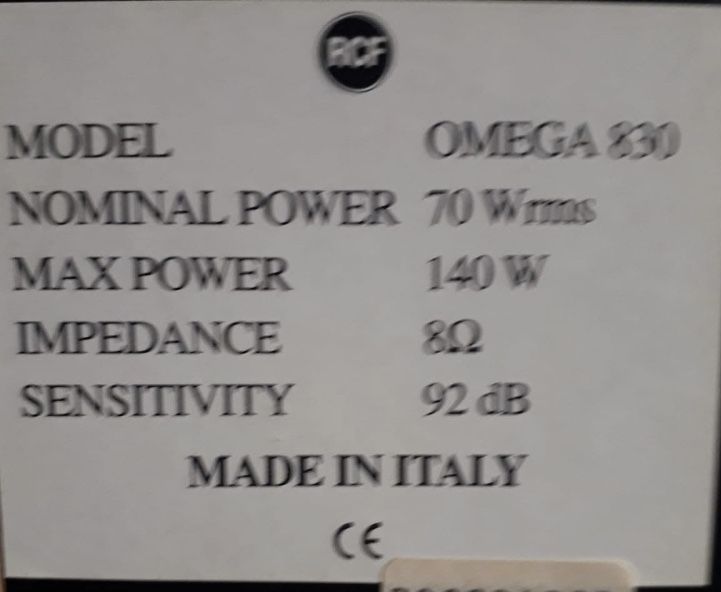 RCF
MODEL OMEGA 830
NOMINAL POWER 70 Wrms
MAX POWER 140 W
IMPEDANCE 8Ω
SENSITIVITY 92 dB
MADE IN ITALY
CE